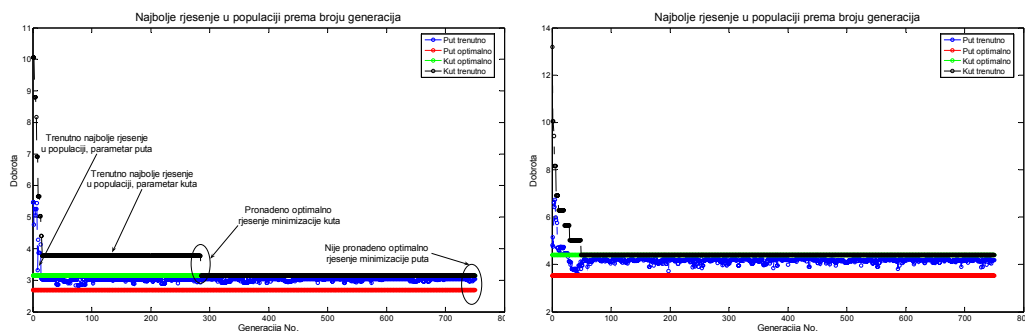 Najbolje rjesenje u populaciji prema broju generacija
11
10
9
8
7
6
5
4
3
2
Dobrota
0
100
200
300
400
500
600
700
800
Generacija No.
Put trenutno
Put optimalno
Kut optimalno
Kut trenutno
Trenutno najbolje rjesenje
u populaciji, parametar puta
Trenutno najbolje rjesenje
u populaciji, parametar kuta
Pronadeno optimalno
rjesenje minimizacije kuta
Nije pronadeno optimalno
rjesenje minimizacije puta
Najbolje rjesenje u populaciji prema broju generacija
14
12
10
8
6
4
2
Dobrota
0
100
200
300
400
500
600
700
800
Generacija No.
Put trenutno
Put optimalno
Kut optimalno
Kut trenutno